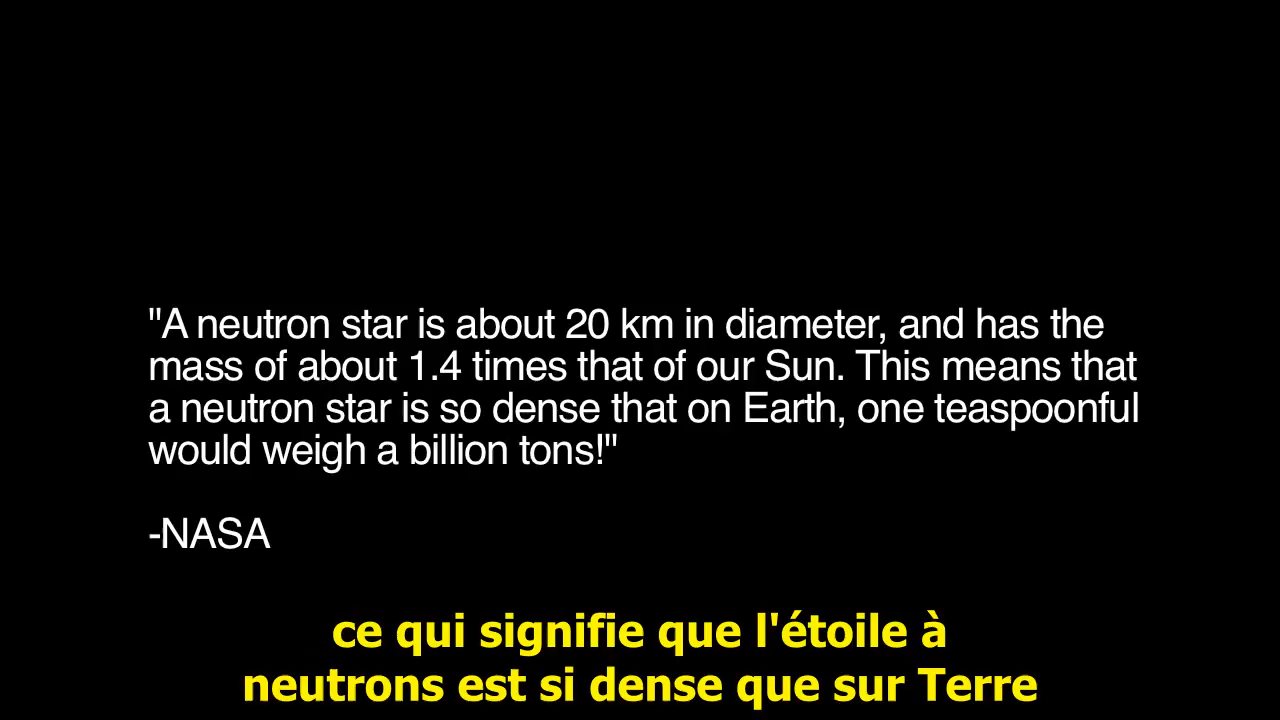 "A neutron star is about 20 km in diameter, and has the
mass of about 1.4 times that of our Sun. This means that
a neutron star is so dense that on Earth, one teaspoonful
would weigh a billion tons!"
-NASA
ce qui signifie que l'étoile à
neutrons est si dense que sur Terre